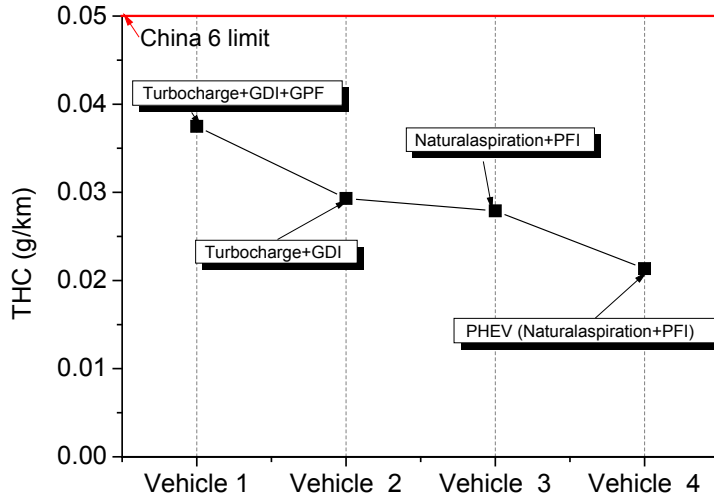 0.05
China 6 limit
Turbocharge+GDI+GPF
0.04
Naturalaspiration+PFI
0.03
Turbocharge+GDI
0.02
PHEV (Naturalaspiration+PFI)
0.01
0.00
THC (g/km)
Vehicle 1 Vehicle 2 Vehicle 3 Vehicle 4